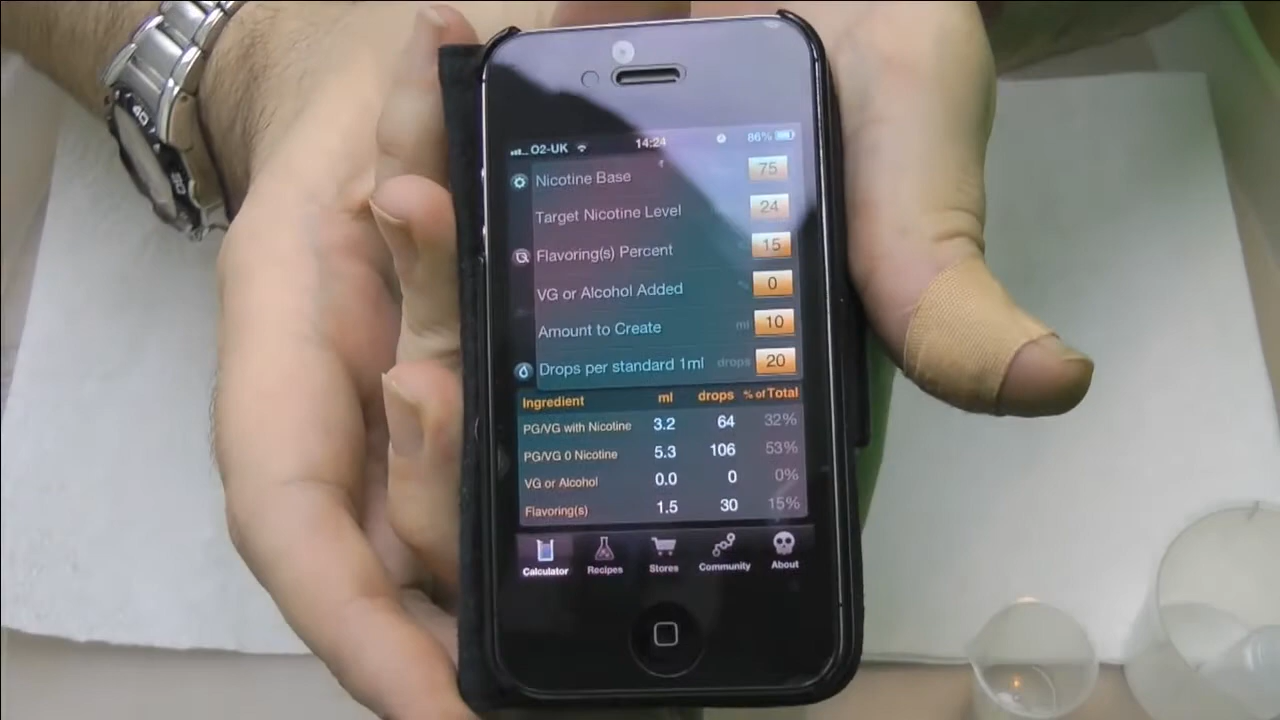 40
O2-UK 14:24 86%
Nicotine Base 75
Target Nicotine Level 24
Flavoring(s) Percent 15
VG or Alcohol Added 0
Amount to Create ml 10
Drops per standard 1ml drops 20
Ingredient ml drops % of Total
PG/VG with Nicotine 3.2 64 32%
PG/VG 0 Nicotine 5.3 106 53%
VG or Alcohol 0.0 0 0%
Flavoring(s) 1.5 30 15%
Calculator Recipes Stores Community About